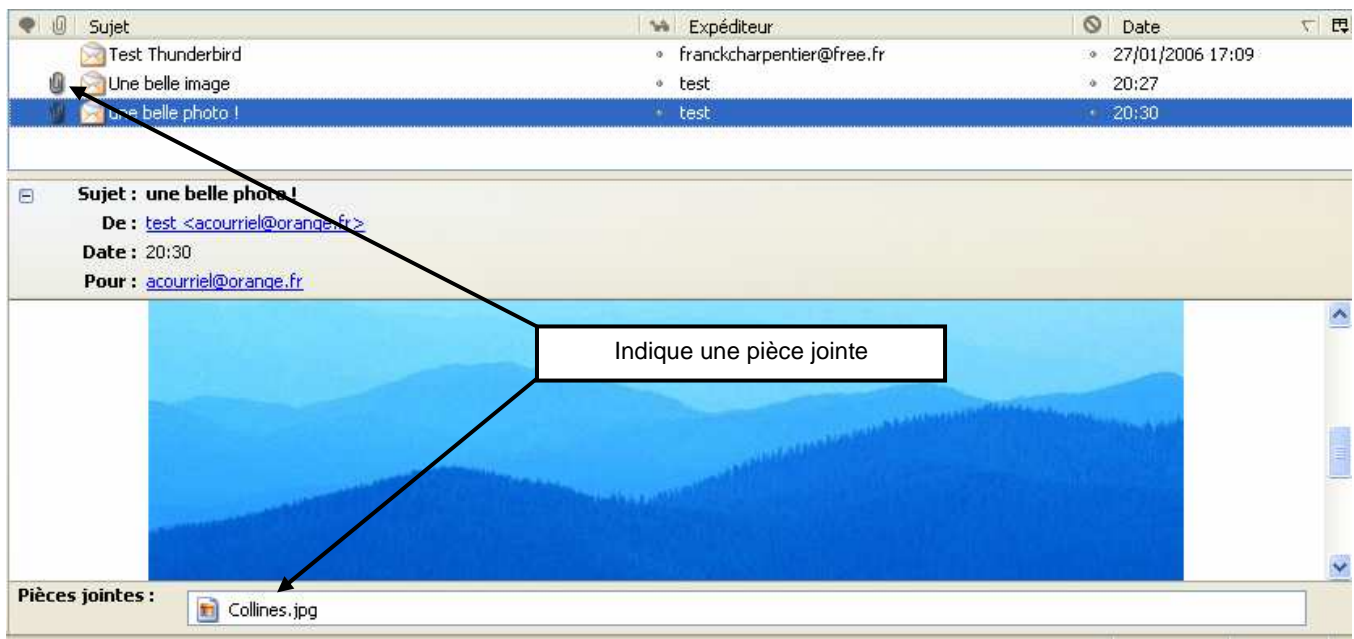 Sujet Expéditeur Date
Test Thunderbird franckcharpentier@free.fr 27/01/2006 17:09
Une belle image test 20:27
une belle photo ! test 20:30
Sujet : une belle photo !
De : test <acourriel@orange.fr>
Date : 20:30
Pour : acourriel@orange.fr
Indique une pièce jointe
Pièces jointes : Collines.jpg